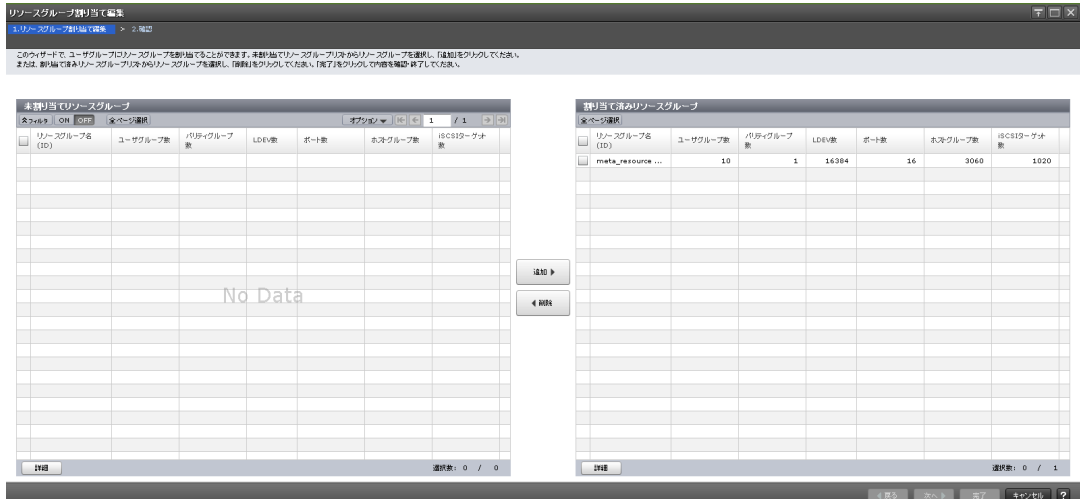 リソースグループ割り当て編集
1.リソースグループ割り当て編集 > 2.確認
このウィザードで、ユーザグループにリソースグループを割り当てることができます。未割り当てリソースグループリストからリソースグループを選択し、「追加」をクリックしてください。
または、割り当て済みリソースグループリストからリソースグループを選択し、「削除」をクリックしてください。「完了」をクリックして内容を確認・終了してください。
未割り当てリソースグループ
フィルタ ON OFF 全ページ選択 オプション 1 / 1
リソースグループ名 (ID) ユーザグループ数 パリティグループ数 LDEV数 ポート数 ホストグループ数 iSCSIターゲット数
No Data
詳細 選択数: 0 / 0
追加
削除
割り当て済みリソースグループ
全ページ選択
リソースグループ名 (ID) ユーザグループ数 パリティグループ数 LDEV数 ポート数 ホストグループ数 iSCSIターゲット数
meta_resource ... 10 1 16384 16 3060 1020
詳細 選択数: 0 / 1
戻る 次へ 完了 キャンセル ?